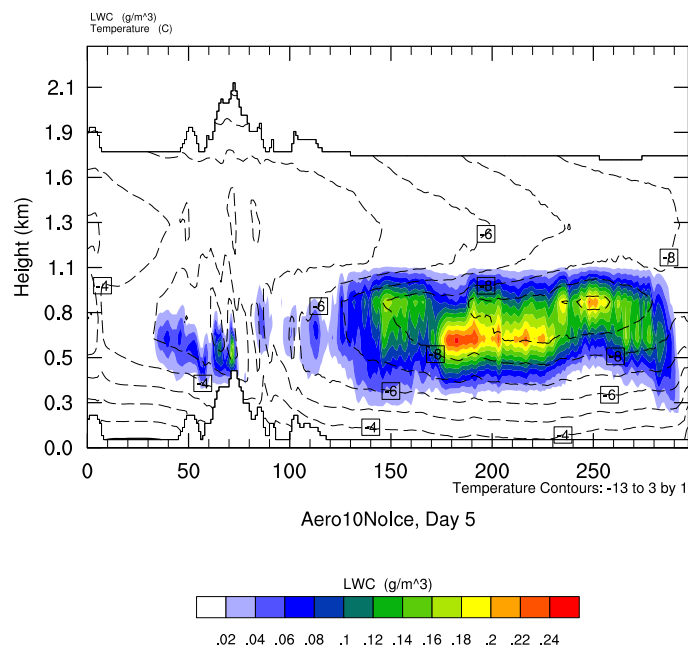 LWC (g/m^3)
Temperature (C)
2.1
1.9
1.6
1.3
1.1
0.8
0.5
0.3
0.0
Height (km)
-6
-8
-4
-8
-6
-8
-8
-4
-6
-6
-4
-4
0 50 100 150 200 250
Temperature Contours: -13 to 3 by 1
Aero10NoIce, Day 5
LWC (g/m^3)
.02 .04 .06 .08 .1 .12 .14 .16 .18 .2 .22 .24